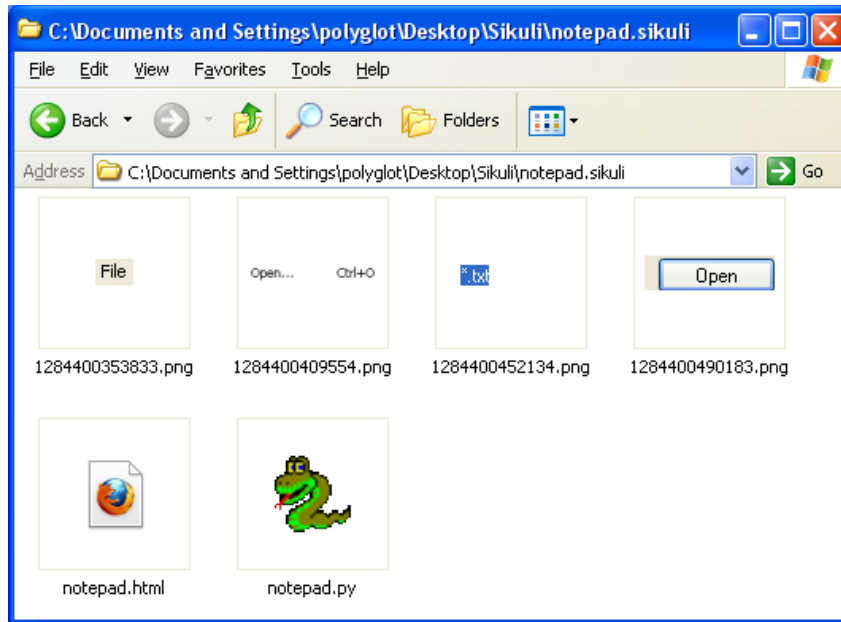 C:\Documents and Settings\polyglot\Desktop\Sikuli\notepad.sikuli
File Edit View Favorites Tools Help
Back Search Folders
Address C:\Documents and Settings\polyglot\Desktop\Sikuli\notepad.sikuli Go
File Open... Ctrl+O *.txt Open
1284400353833.png 1284400409554.png 1284400452134.png 1284400490183.png
notepad.html notepad.py